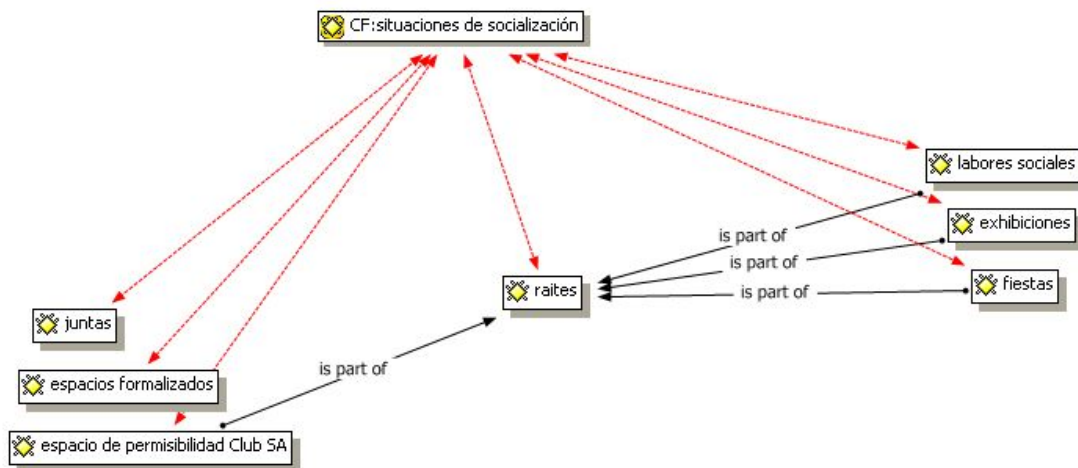 CF:situaciones de socialización
labores sociales
exhibiciones
is part of
is part of
raites
is part of
fiestas
juntas
is part of
espacios formalizados
espacio de permisibilidad Club SA